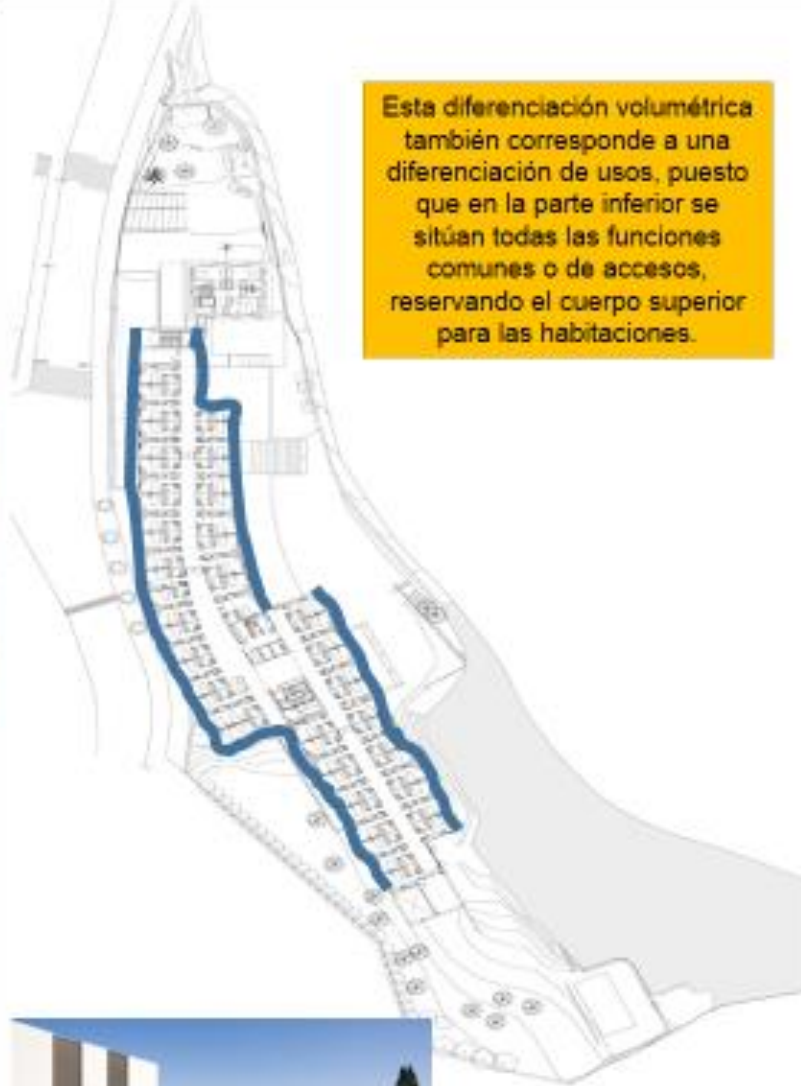 Esta diferenciación volumétrica
también corresponde a una
diferenciación de usos, puesto
que en la parte inferior se
sitúan todas las funciones
comunes o de accesos,
reservando el cuerpo superior
para las habitaciones.